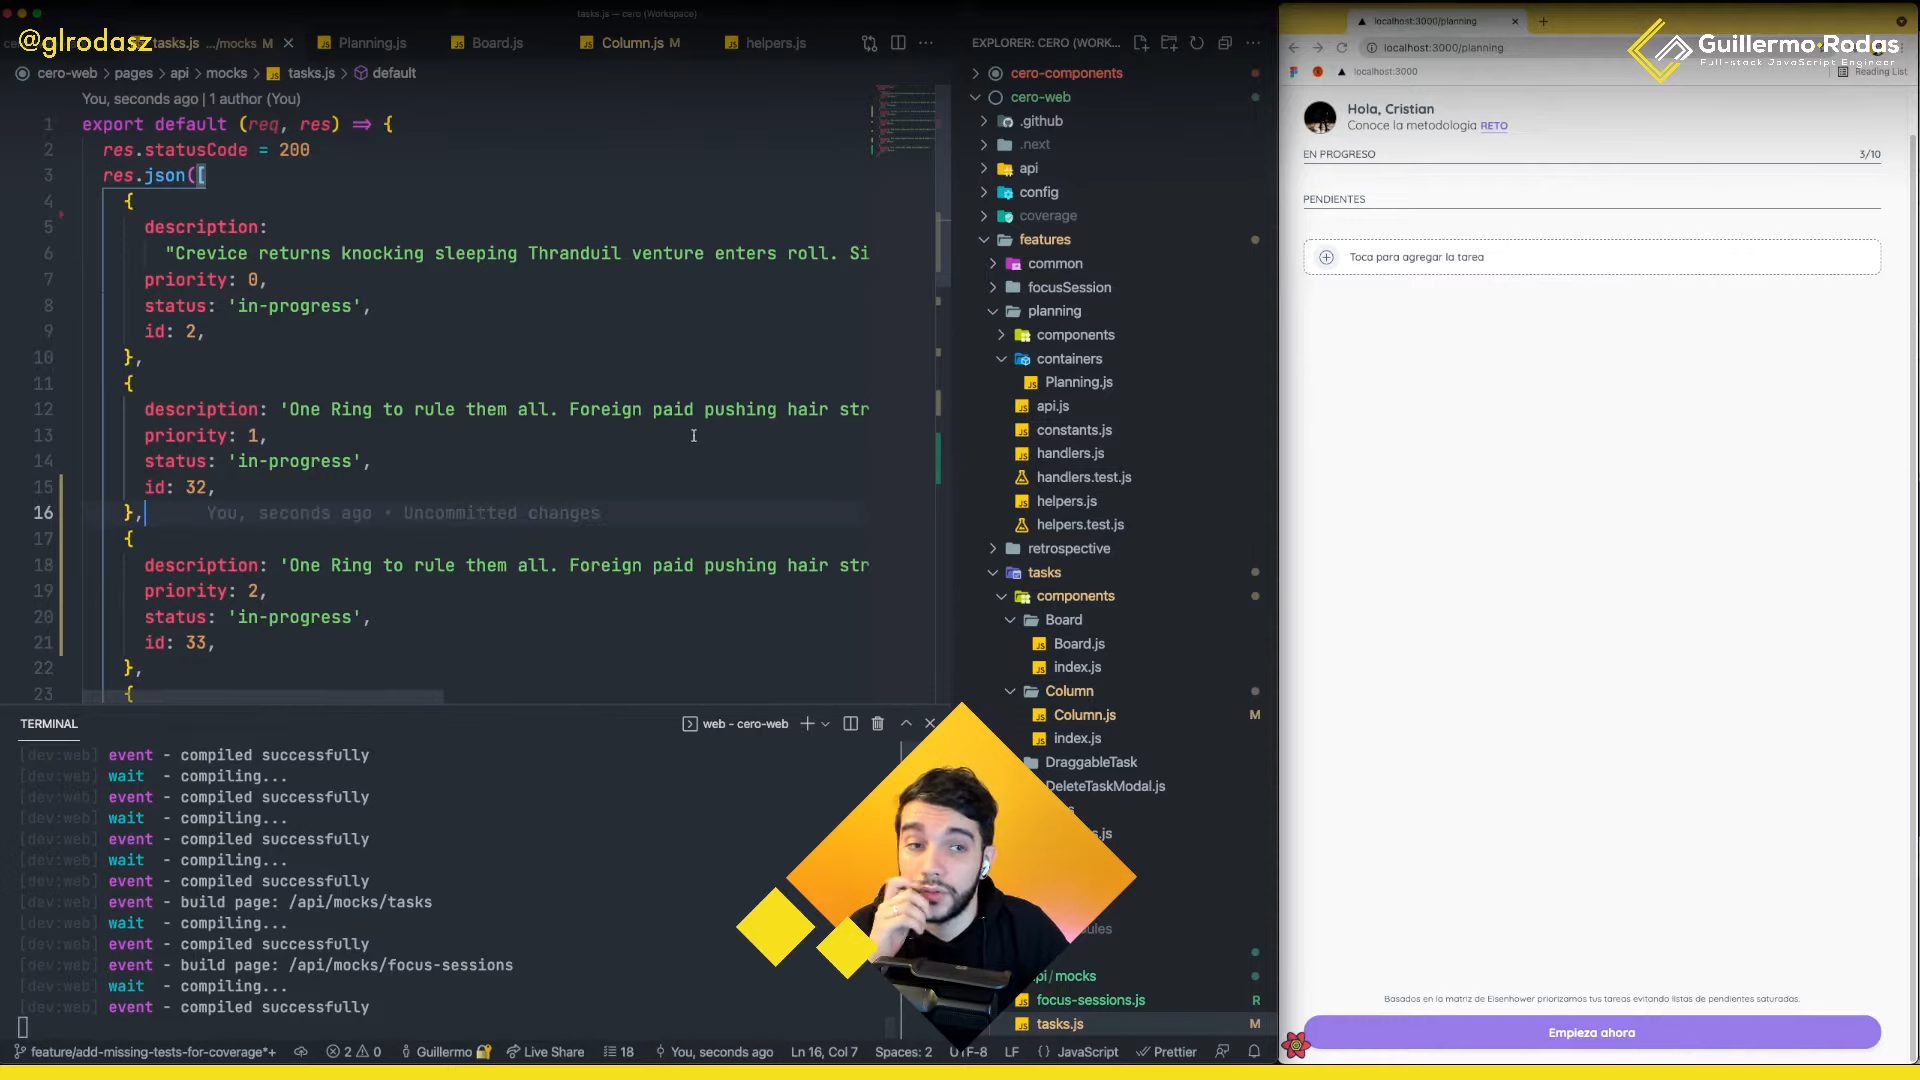 tasks.js — cero (Workspace)
@glrodasz
tasks.js .../mocks M
Planning.js
Board.js
Column.js M
helpers.js
cero-web > pages > api > mocks > tasks.js > default
You, seconds ago | 1 author (You)
1 export default (req, res) => {
2 res.statusCode = 200
3 res.json([
4 {
5 description:
6 "Crevice returns knocking sleeping Thranduil venture enters roll. Si
7 priority: 0,
8 status: 'in-progress',
9 id: 2,
10 },
11 {
12 description: 'One Ring to rule them all. Foreign paid pushing hair str
13 priority: 1,
14 status: 'in-progress',
15 id: 32,
16 }, You, seconds ago • Uncommitted changes
17 {
18 description: 'One Ring to rule them all. Foreign paid pushing hair str
19 priority: 2,
20 status: 'in-progress',
21 id: 33,
22 },
23 {
TERMINAL
web - cero-web
[dev:web] event - compiled successfully
[dev:web] wait - compiling...
[dev:web] event - compiled successfully
[dev:web] wait - compiling...
[dev:web] event - compiled successfully
[dev:web] wait - compiling...
[dev:web] event - compiled successfully
[dev:web] event - build page: /api/mocks/tasks
[dev:web] wait - compiling...
[dev:web] event - compiled successfully
[dev:web] event - build page: /api/mocks/focus-sessions
[dev:web] wait - compiling...
[dev:web] event - compiled successfully
feature/add-missing-tests-for-coverage*+
2 0
Guillermo
Live Share
18
You, seconds ago
Ln 16, Col 7
Spaces: 2
UTF-8
LF
{ } JavaScript
Prettier
EXPLORER: CERO (WORK...
cero-components
cero-web
.github
.next
api
config
coverage
features
common
focusSession
planning
components
containers
Planning.js
api.js
constants.js
handlers.js
handlers.test.js
helpers.js
helpers.test.js
retrospective
tasks
components
Board
Board.js
index.js
Column
Column.js M
index.js
DraggableTask
DeleteTaskModal.js
pi/mocks
focus-sessions.js R
tasks.js M
localhost:3000/planning
localhost:3000/planning
localhost:3000
Reading List
Guillermo Rodas
Full-stack JavaScript Engineer
Hola, Cristian
Conoce la metodologia RETO
EN PROGRESO 3/10
PENDIENTES
Toca para agregar la tarea
Basados en la matriz de Eisenhower priorizamos tus tareas evitando listas de pendientes saturadas.
Empieza ahora